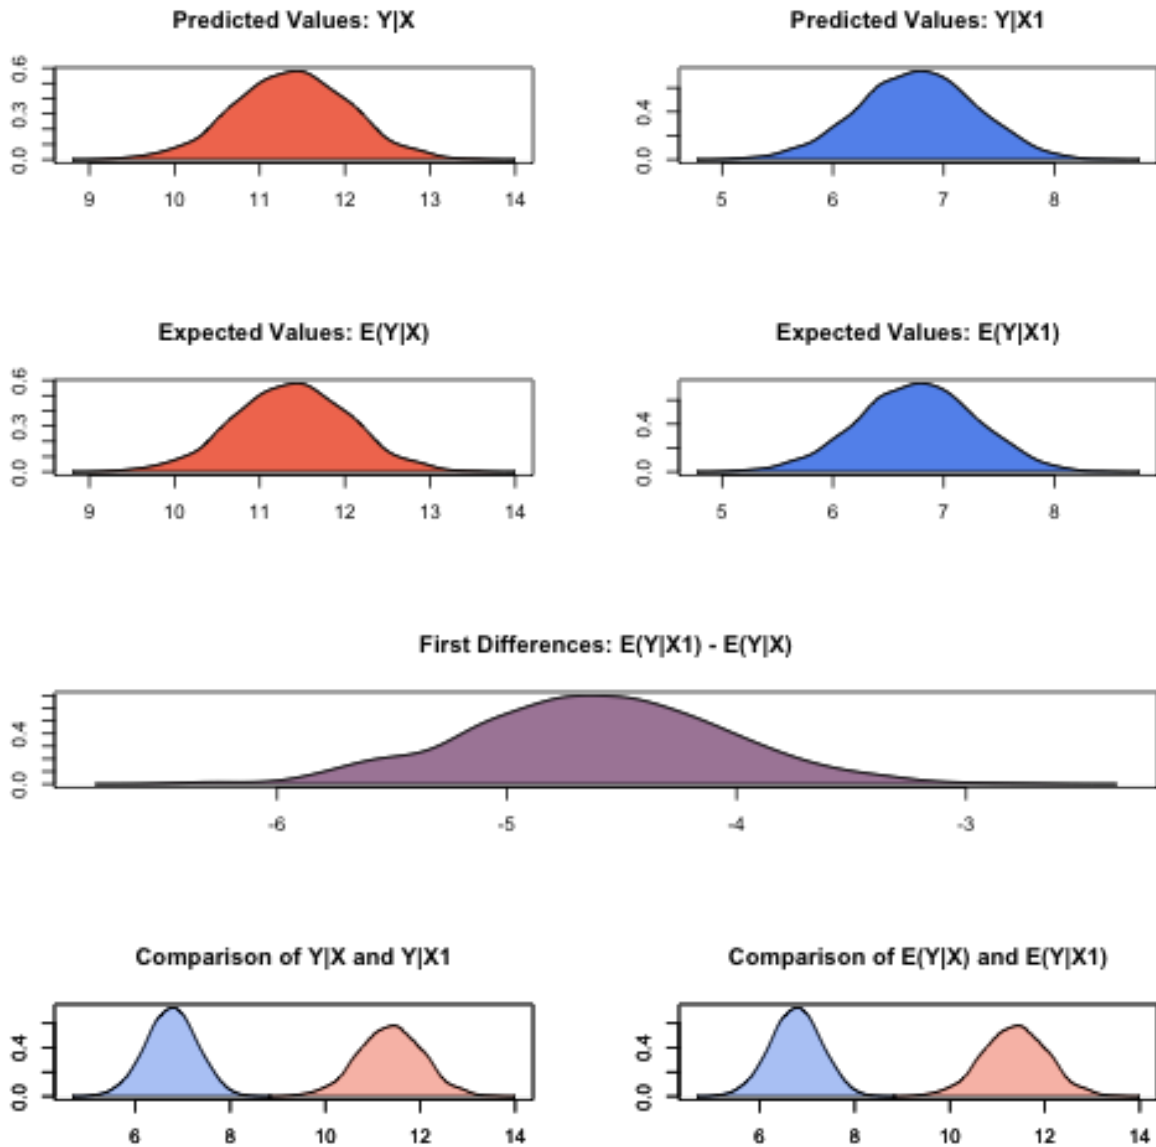 Predicted Values: Y|X
0.0 0.3 0.6
9 10 11 12 13 14
Predicted Values: Y|X1
0.0 0.4
5 6 7 8
Expected Values: E(Y|X)
0.0 0.3 0.6
9 10 11 12 13 14
Expected Values: E(Y|X1)
0.0 0.4
5 6 7 8
First Differences: E(Y|X1) - E(Y|X)
0.0 0.4
-6 -5 -4 -3
Comparison of Y|X and Y|X1
0.0 0.4
6 8 10 12 14
Comparison of E(Y|X) and E(Y|X1)
0.0 0.4
6 8 10 12 14